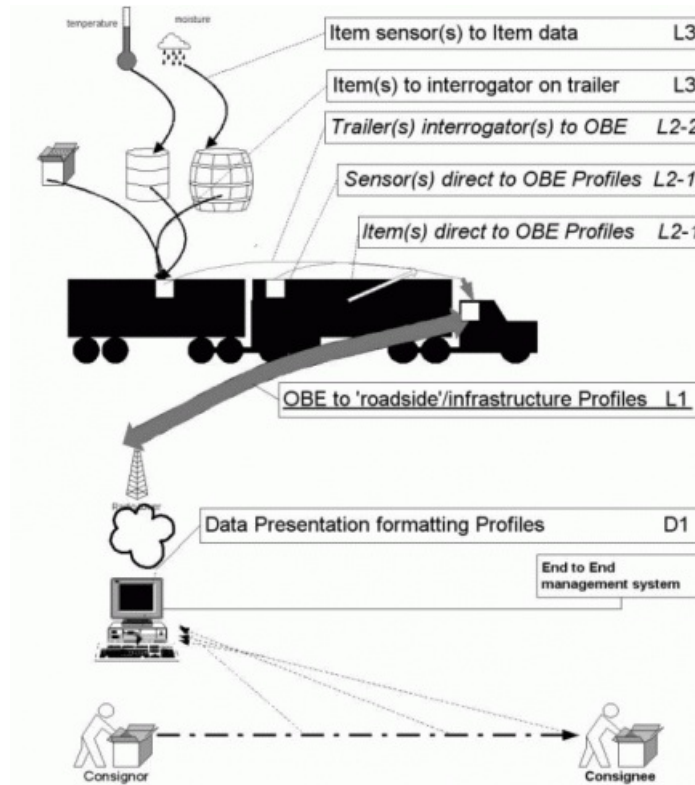 temperature
moisture
Item sensor(s) to Item data L3
Item(s) to interrogator on trailer L3
Trailer(s) interrogator(s) to OBE L2-2
Sensor(s) direct to OBE Profiles L2-1
Item(s) direct to OBE Profiles L2-1
OBE to 'roadside'/infrastructure Profiles L1
Data Presentation formatting Profiles D1
End to End
management system
Consignor
Consignee